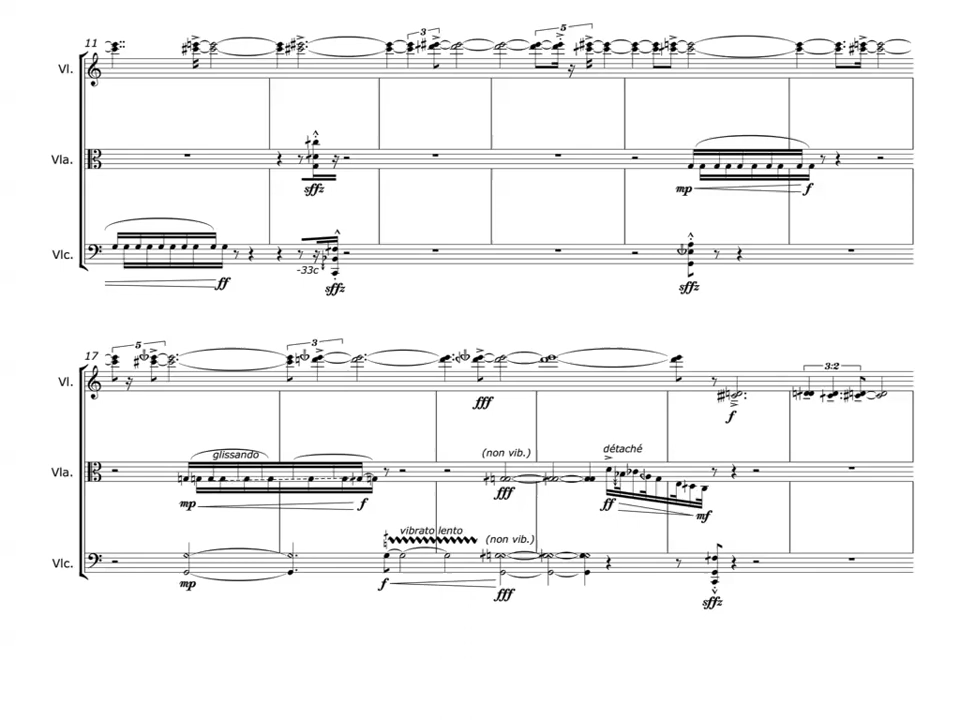 11
3
5
Vl.
Vla.
sffz
mp
f
Vlc.
-33c
ff
sffz
sffz
17
5
3
3:2
Vl.
fff
f
glissando
(non vib.)
détaché
Vla.
mp
f
fff
ff
mf
vibrato lento
(non vib.)
Vlc.
mp
f
fff
sffz